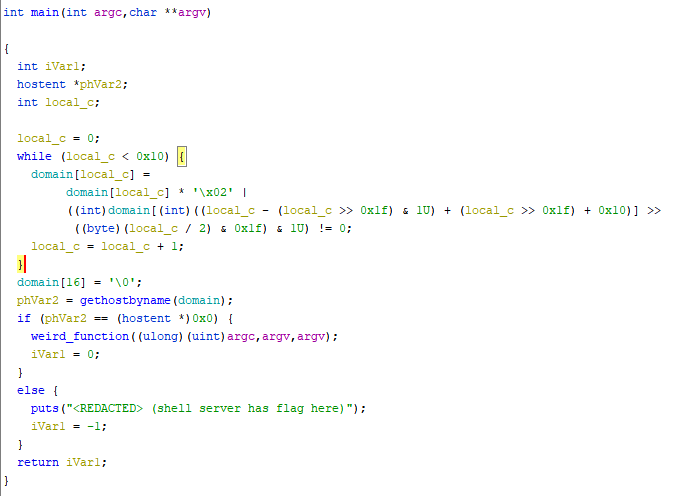 int main(int argc,char **argv)
{
int iVar1;
hostent *phVar2;
int local_c;
local_c = 0;
while (local_c < 0x10) {
domain[local_c] =
domain[local_c] * '\x02' |
((int)domain[(int)((local_c - (local_c >> 0x1f) & 1U) + (local_c >> 0x1f) + 0x10)] >>
((byte)(local_c / 2) & 0x1f) & 1U) != 0;
local_c = local_c + 1;
}
domain[16] = '\0';
phVar2 = gethostbyname(domain);
if (phVar2 == (hostent *)0x0) {
weird_function((ulong)(uint)argc,argv,argv);
iVar1 = 0;
}
else {
puts("<REDACTED> (shell server has flag here)");
iVar1 = -1;
}
return iVar1;
}